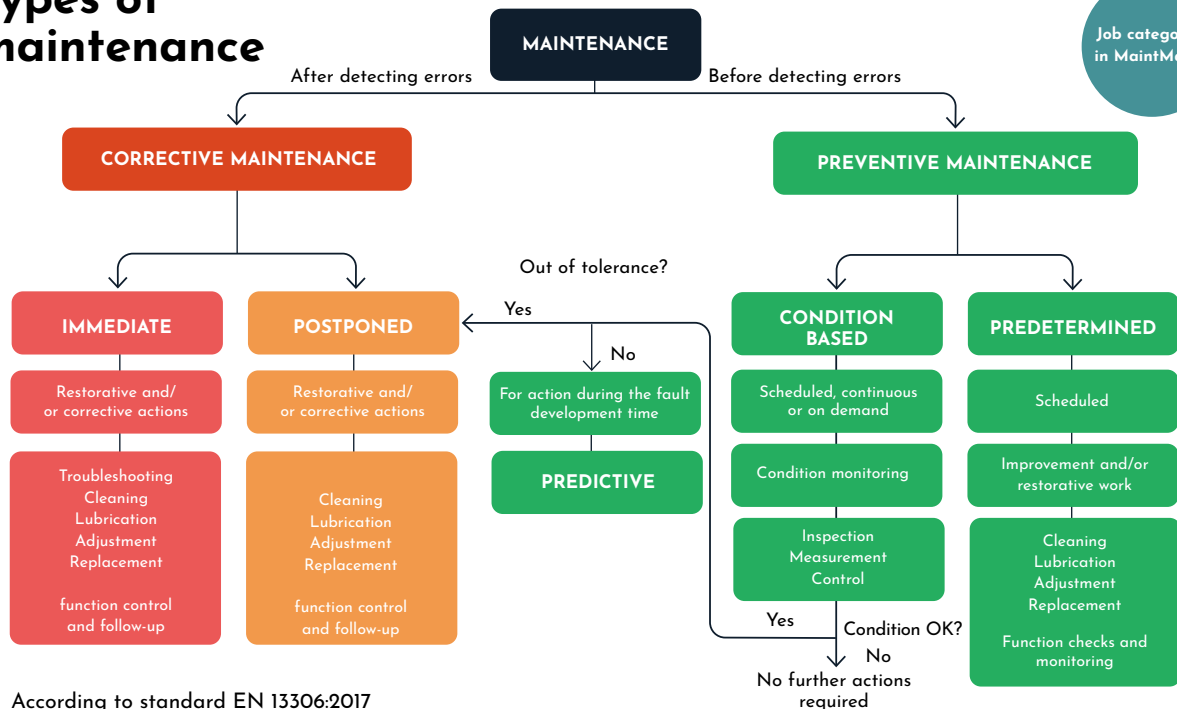 maintenance
MAINTENANCE
After detecting errors
Before detecting errors
in
CORRECTIVE MAINTENANCE
PREVENTIVE MAINTENANCE
Out of tolerance?
Yes
No
IMMEDIATE
Restorative and/
or corrective actions
Troubleshooting
Cleaning
Lubrication
Adjustment
Replacement
function control
and follow-up
POSTPONED
Restorative and/
or corrective actions
Cleaning
Lubrication
Adjustment
Replacement
function control
and follow-up
For action during the fault
development time
PREDICTIVE
CONDITION
BASED
Scheduled, continuous
or on demand
Condition monitoring
Inspection
Measurement
Control
Yes
Condition OK?
No
No further actions
required
PREDETERMINED
Scheduled
Improvement and/or
restorative work
Cleaning
Lubrication
Adjustment
Replacement
Function checks and
monitoring
According to standard EN 13306:2017